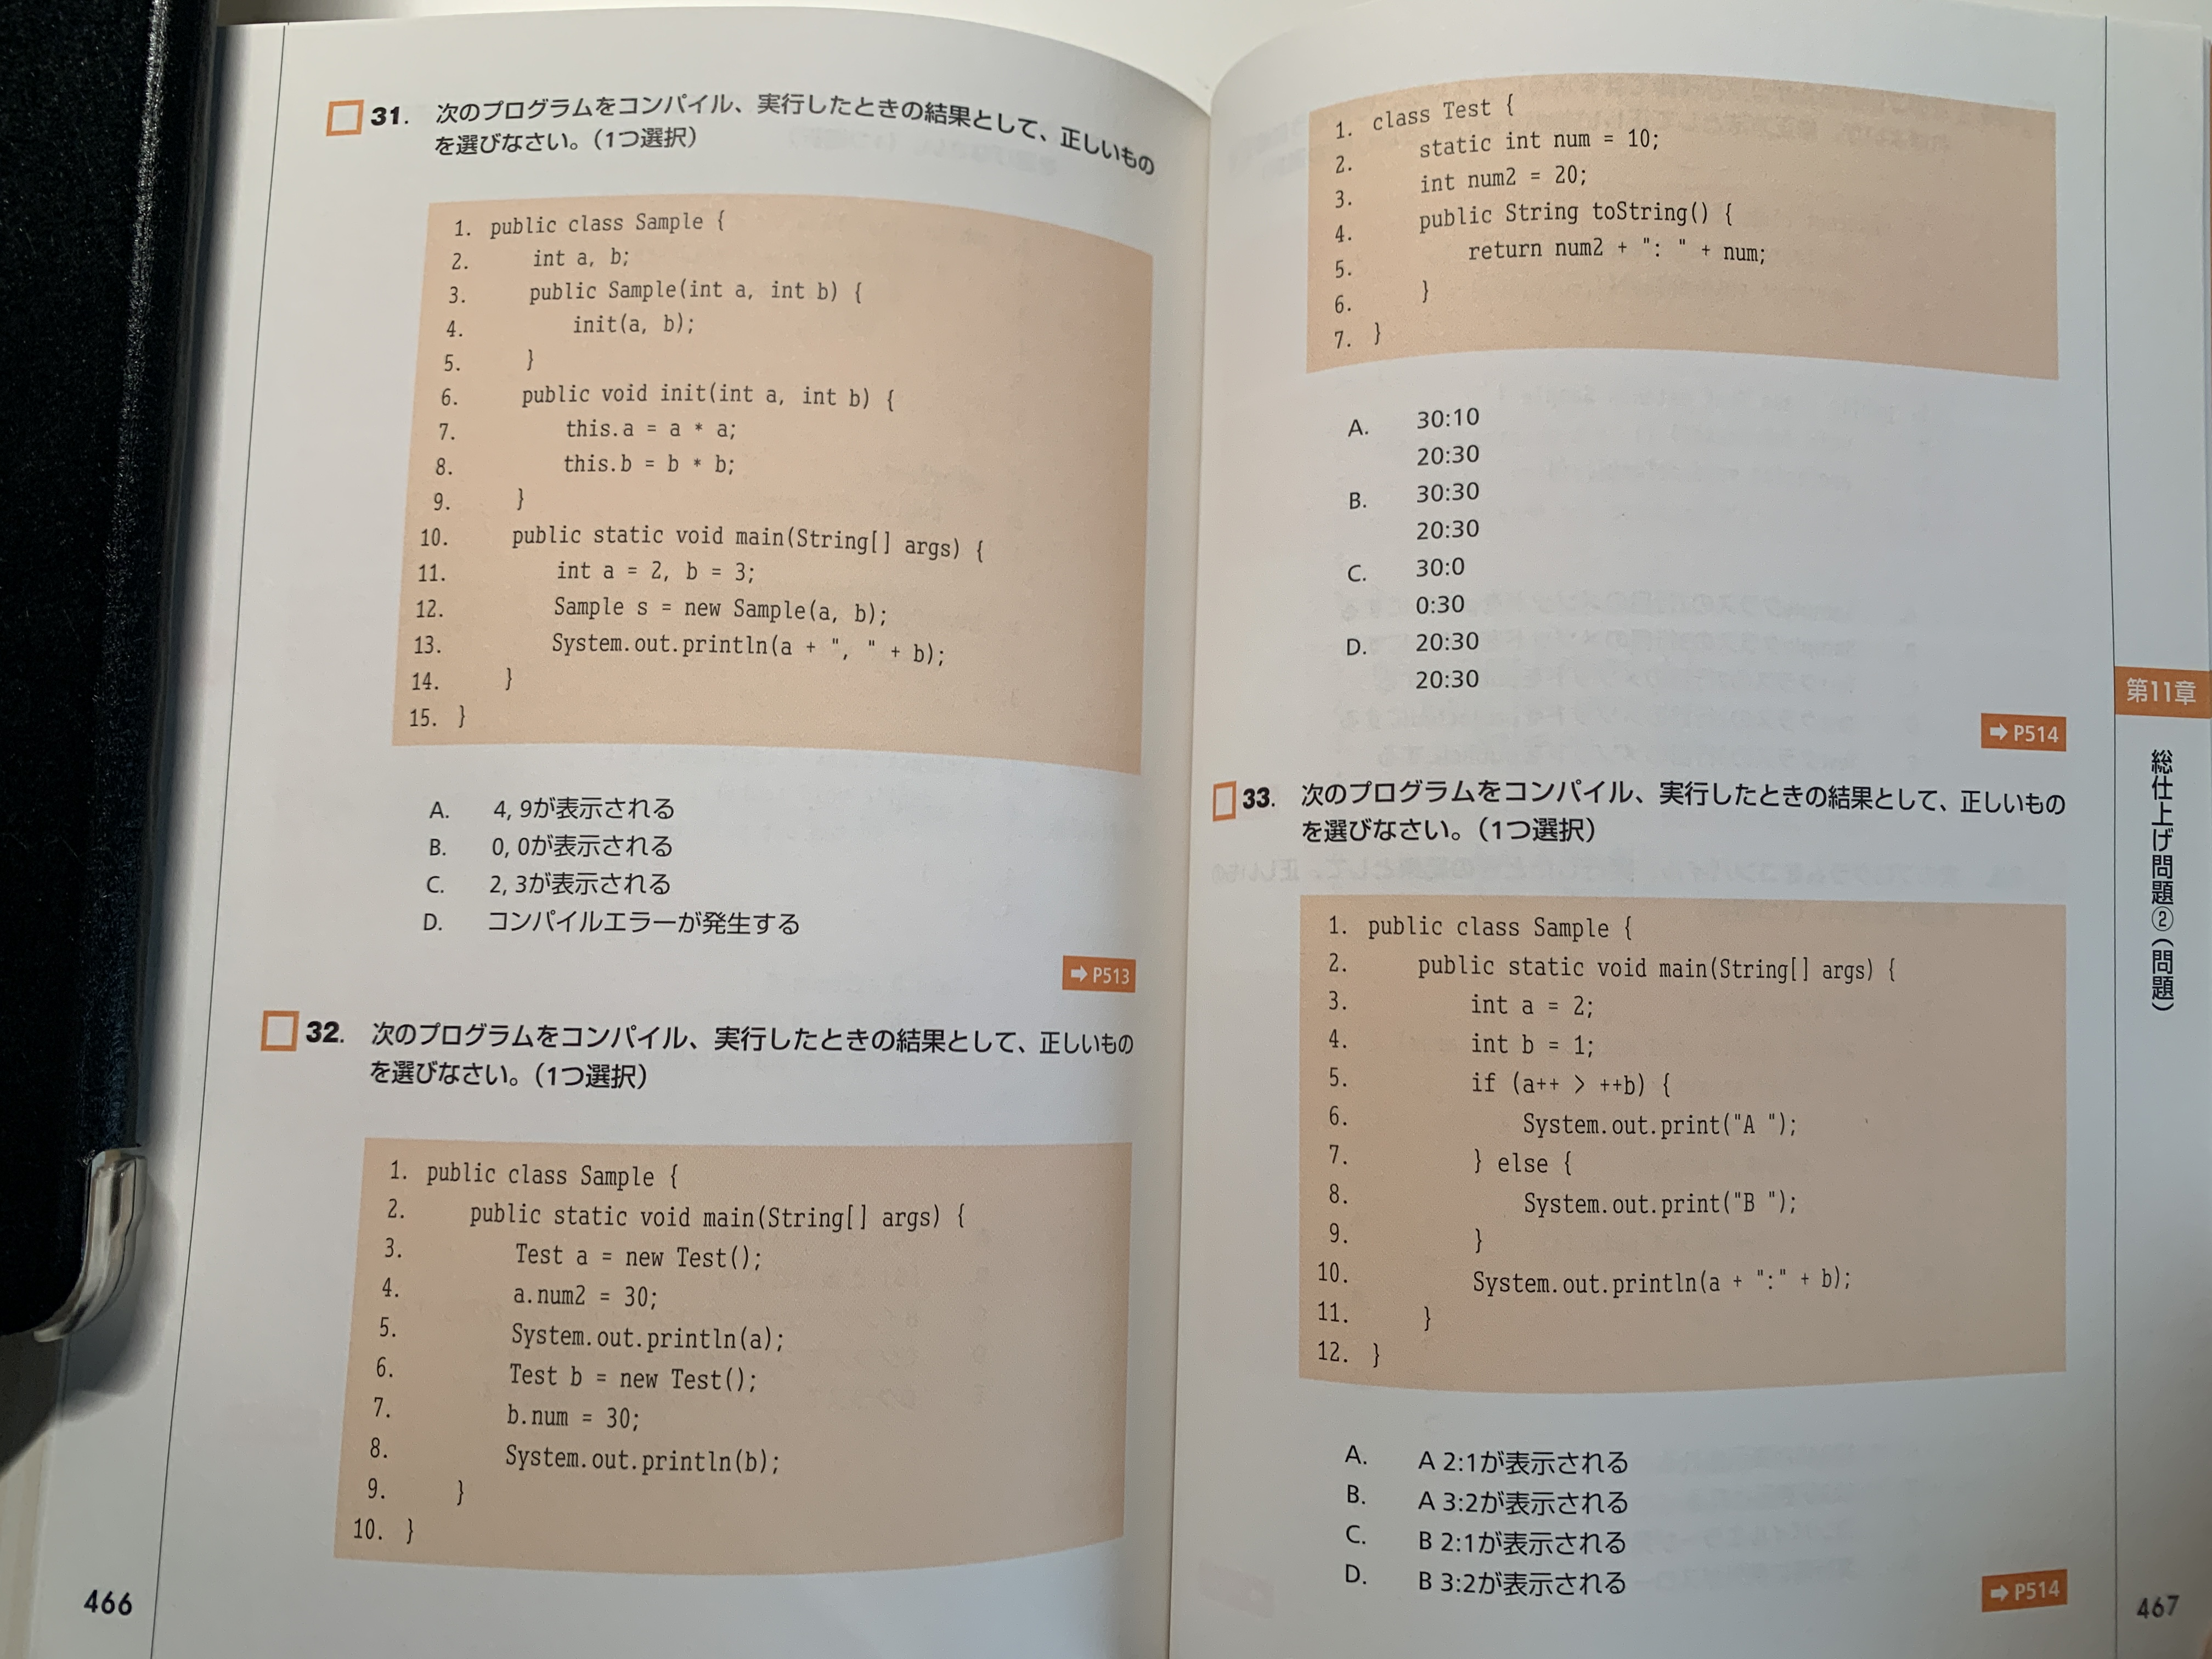 31. 次のプログラムをコンパイル、実行したときの結果として、正しいもの
を選びなさい。（1つ選択）
1. public class Sample {
2.     int a, b;
3.     public Sample(int a, int b) {
4.         init(a, b);
5.     }
6.     public void init(int a, int b) {
7.         this.a = a * a;
8.         this.b = b * b;
9.     }
10.     public static void main(String[] args) {
11.         int a = 2, b = 3;
12.         Sample s = new Sample(a, b);
13.         System.out.println(a + ", " + b);
14.     }
15. }
A. 4, 9が表示される
B. 0, 0が表示される
C. 2, 3が表示される
D. コンパイルエラーが発生する
➡ P513
32. 次のプログラムをコンパイル、実行したときの結果として、正しいもの
を選びなさい。（1つ選択）
1. public class Sample {
2.     public static void main(String[] args) {
3.         Test a = new Test();
4.         a.num2 = 30;
5.         System.out.println(a);
6.         Test b = new Test();
7.         b.num = 30;
8.         System.out.println(b);
9.     }
10. }
466
1. class Test {
2.     static int num = 10;
3.     int num2 = 20;
4.     public String toString() {
5.         return num2 + ": " + num;
6.     }
7. }
A. 30:10
20:30
B. 30:30
20:30
C. 30:0
0:30
D. 20:30
20:30
➡ P514
33. 次のプログラムをコンパイル、実行したときの結果として、正しいもの
を選びなさい。（1つ選択）
1. public class Sample {
2.     public static void main(String[] args) {
3.         int a = 2;
4.         int b = 1;
5.         if (a++ > ++b) {
6.             System.out.print("A ");
7.         } else {
8.             System.out.print("B ");
9.         }
10.         System.out.println(a + ":" + b);
11.     }
12. }
A. A 2:1が表示される
B. A 3:2が表示される
C. B 2:1が表示される
D. B 3:2が表示される
➡ P514
第11章
総仕上げ問題②（問題）
467